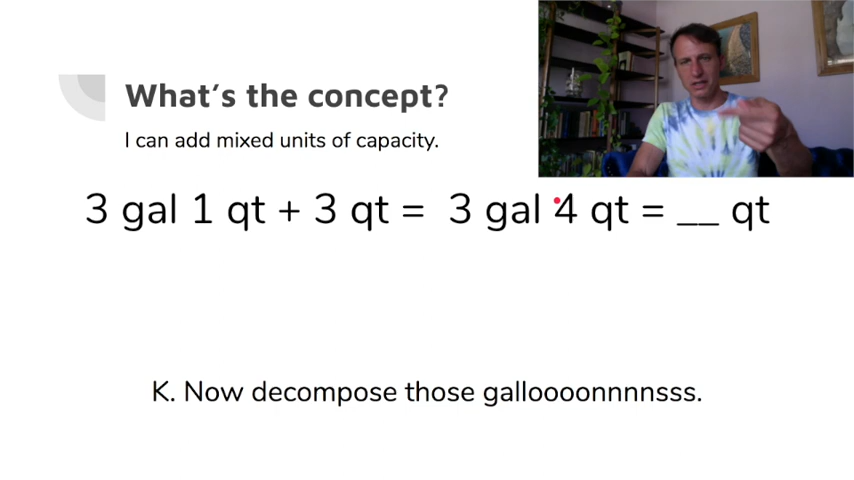 What's the concept?
I can add mixed units of capacity.
3 gal 1 qt + 3 qt = 3 gal 4 qt = __ qt
K. Now decompose those galloooonnnnsss.